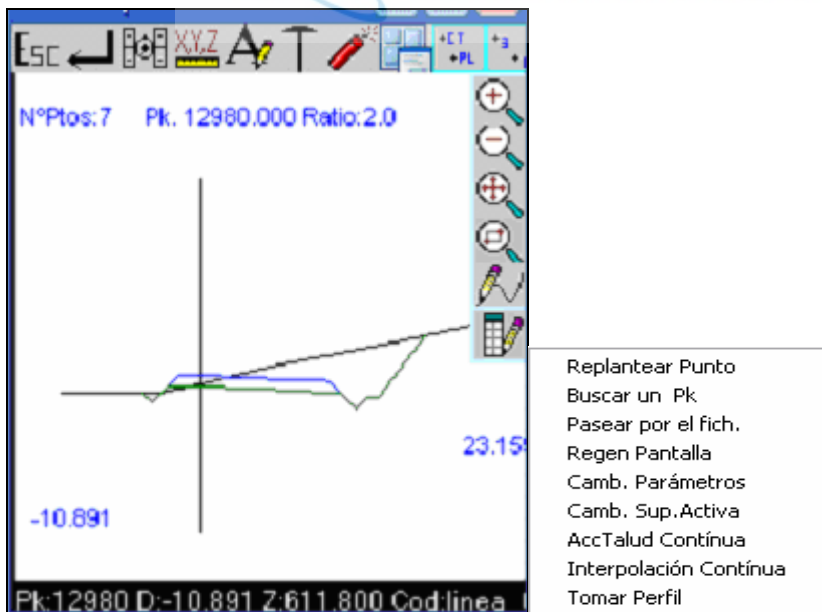 Esc X,Y,Z A T +CT +PL +3
NºPtos:7 Pk. 12980.000 Ratio:2.0
23.159
-10.891
Pk:12980 D:-10.891 Z:611.800 Cod:linea
Replantear Punto
Buscar un Pk
Pasear por el fich.
Regen Pantalla
Camb. Parámetros
Camb. Sup.Activa
AccTalud Contínua
Interpolación Contínua
Tomar Perfil